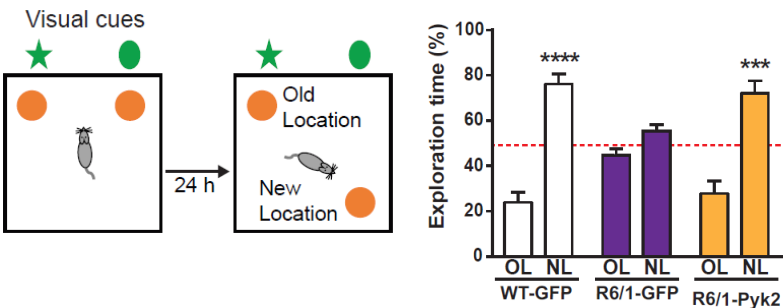 Visual cues
Old
Location
24 h
New
Location
Exploration time (%)
100
80
60
40
20
0
****
***
OL NL OL NL OL NL
WT-GFP R6/1-GFP R6/1-Pyk2